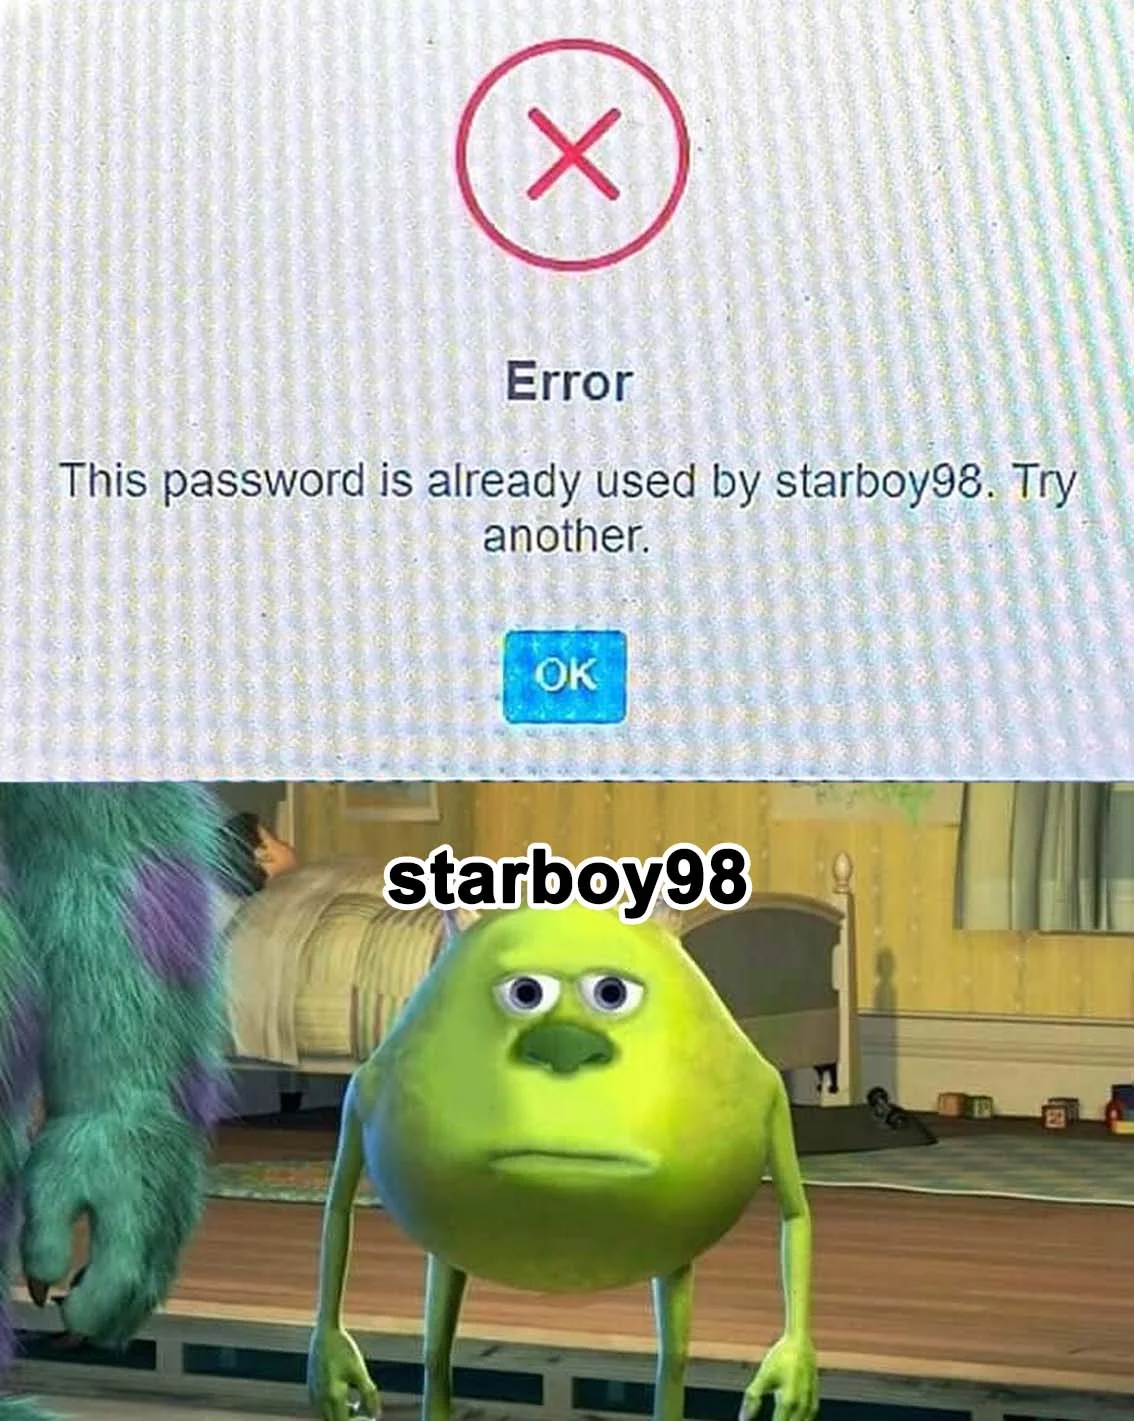 Error
This password is already used by starboy98. Try
another.
OK
starboy98